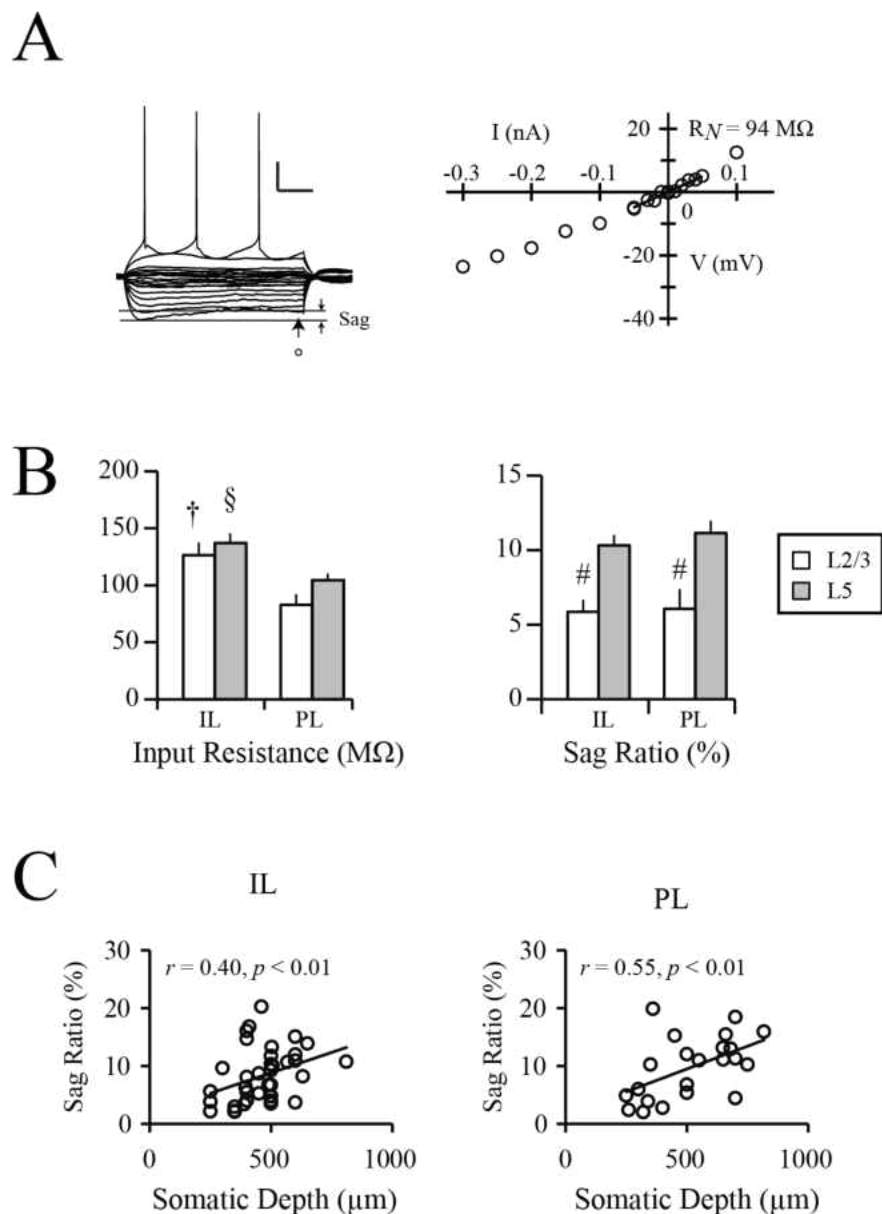 A
Sag
I (nA)
20
R_N = 94 MΩ
-0.3
-0.2
-0.1
0.1
0
-20
V (mV)
-40
B
200
150
100
50
0
† §
IL
PL
Input Resistance (MΩ)
15
10
5
0
# #
IL
PL
Sag Ratio (%)
L2/3
L5
C
IL
Sag Ratio (%)
30
20
10
0
r = 0.40, p < 0.01
0
500
1000
Somatic Depth (μm)
PL
Sag Ratio (%)
30
20
10
0
r = 0.55, p < 0.01
0
500
1000
Somatic Depth (μm)